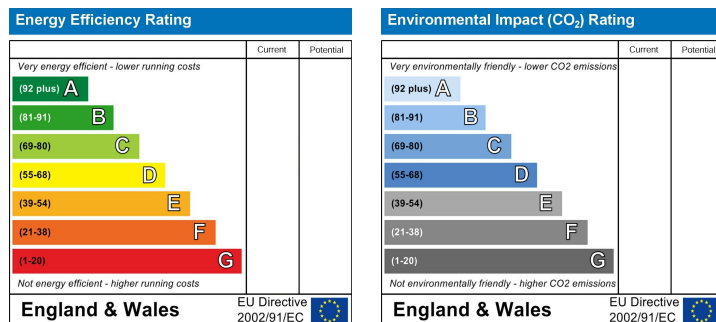 Energy Efficiency Rating
Current Potential
Very energy efficient - lower running costs
(92 plus) A
(81-91) B
(69-80) C
(55-68) D
(39-54) E
(21-38) F
(1-20) G
Not energy efficient - higher running costs
England & Wales
EU Directive
2002/91/EC
Environmental Impact (CO₂) Rating
Current Potential
Very environmentally friendly - lower CO2 emissions
(92 plus) A
(81-91) B
(69-80) C
(55-68) D
(39-54) E
(21-38) F
(1-20) G
Not environmentally friendly - higher CO2 emissions
England & Wales
EU Directive
2002/91/EC